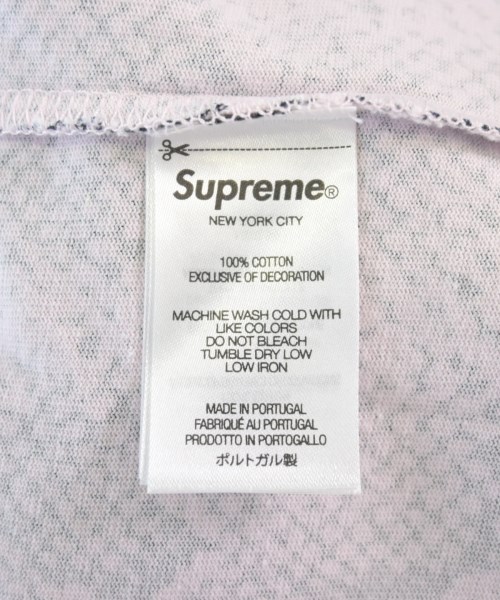 Supreme®
NEW YORK CITY
100% COTTON
EXCLUSIVE OF DECORATION
MACHINE WASH COLD WITH
LIKE COLORS
DO NOT BLEACH
TUMBLE DRY LOW
LOW IRON
MADE IN PORTUGAL
FABRIQUÉ AU PORTUGAL
PRODOTTO IN PORTOGALLO
ポルトガル製